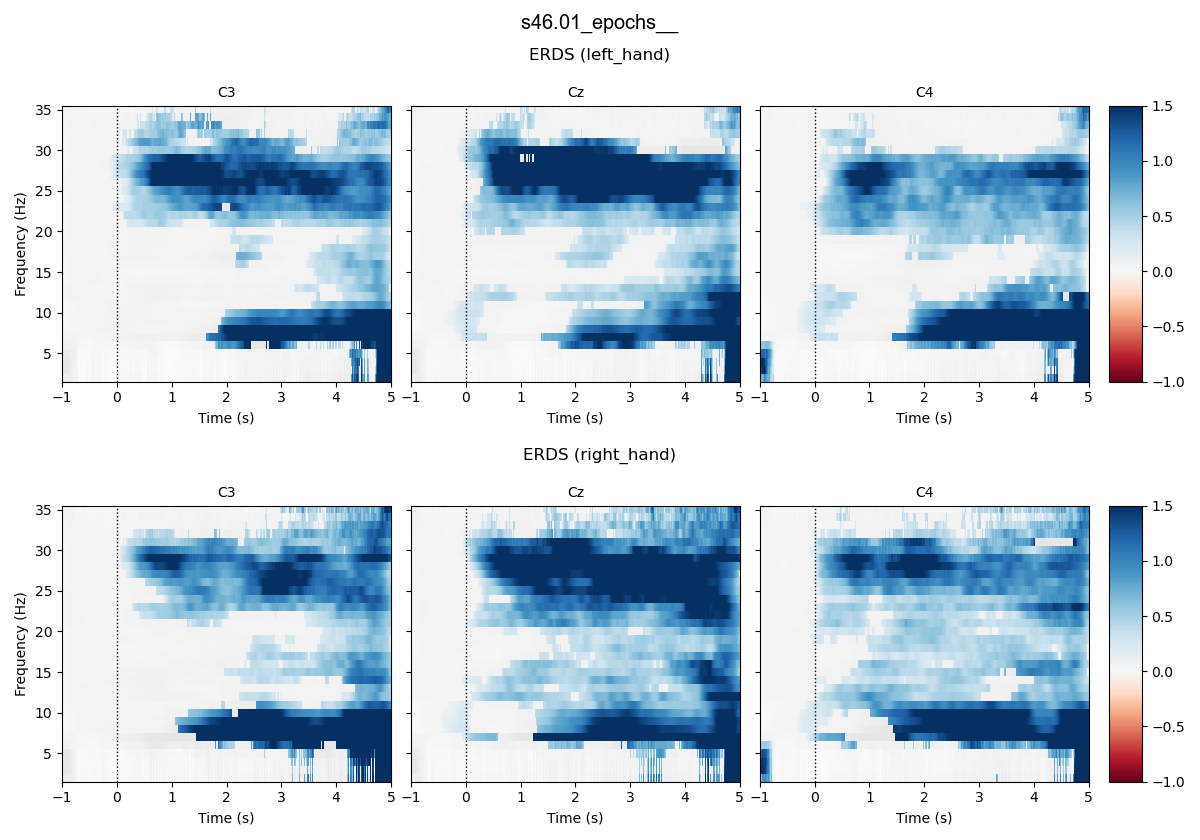 s46.01_epochs__
ERDS (left_hand)
C3 Cz C4
Frequency (Hz)
35
30
25
20
15
10
5
−1 0 1 2 3 4 5 −1 0 1 2 3 4 5 −1 0 1 2 3 4 5
Time (s) Time (s) Time (s)
1.5
1.0
0.5
0.0
−0.5
−1.0
ERDS (right_hand)
C3 Cz C4
Frequency (Hz)
35
30
25
20
15
10
5
−1 0 1 2 3 4 5 −1 0 1 2 3 4 5 −1 0 1 2 3 4 5
Time (s) Time (s) Time (s)
1.5
1.0
0.5
0.0
−0.5
−1.0